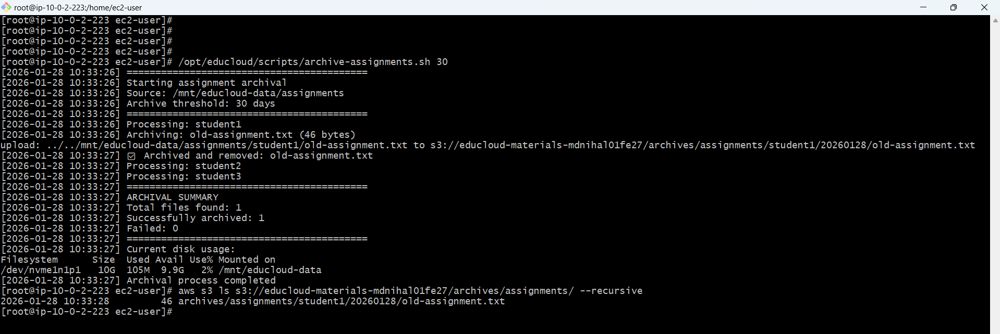 root@ip-10-0-2-223:/home/ec2-user
[root@ip-10-0-2-223 ec2-user]#
[root@ip-10-0-2-223 ec2-user]#
[root@ip-10-0-2-223 ec2-user]#
[root@ip-10-0-2-223 ec2-user]#
[root@ip-10-0-2-223 ec2-user]# /opt/educloud/scripts/archive-assignments.sh 30
[2026-01-28 10:33:26] ==========================================
[2026-01-28 10:33:26] Starting assignment archival
[2026-01-28 10:33:26] Source: /mnt/educloud-data/assignments
[2026-01-28 10:33:26] Archive threshold: 30 days
[2026-01-28 10:33:26] ==========================================
[2026-01-28 10:33:26] Processing: student1
[2026-01-28 10:33:26] Archiving: old-assignment.txt (46 bytes)
upload: ../../mnt/educloud-data/assignments/student1/old-assignment.txt to s3://educloud-materials-mdnihal01fe27/archives/assignments/student1/20260128/old-assignment.txt
[2026-01-28 10:33:27] ☑ Archived and removed: old-assignment.txt
[2026-01-28 10:33:27] Processing: student2
[2026-01-28 10:33:27] Processing: student3
[2026-01-28 10:33:27] ==========================================
[2026-01-28 10:33:27] ARCHIVAL SUMMARY
[2026-01-28 10:33:27] Total files found: 1
[2026-01-28 10:33:27] Successfully archived: 1
[2026-01-28 10:33:27] Failed: 0
[2026-01-28 10:33:27] ==========================================
[2026-01-28 10:33:27] Current disk usage:
Filesystem      Size  Used Avail Use% Mounted on
/dev/nvme1n1p1   10G  105M  9.9G   2% /mnt/educloud-data
[2026-01-28 10:33:27] Archival process completed
[root@ip-10-0-2-223 ec2-user]# aws s3 ls s3://educloud-materials-mdnihal01fe27/archives/assignments/ --recursive
2026-01-28 10:33:28         46 archives/assignments/student1/20260128/old-assignment.txt
[root@ip-10-0-2-223 ec2-user]#